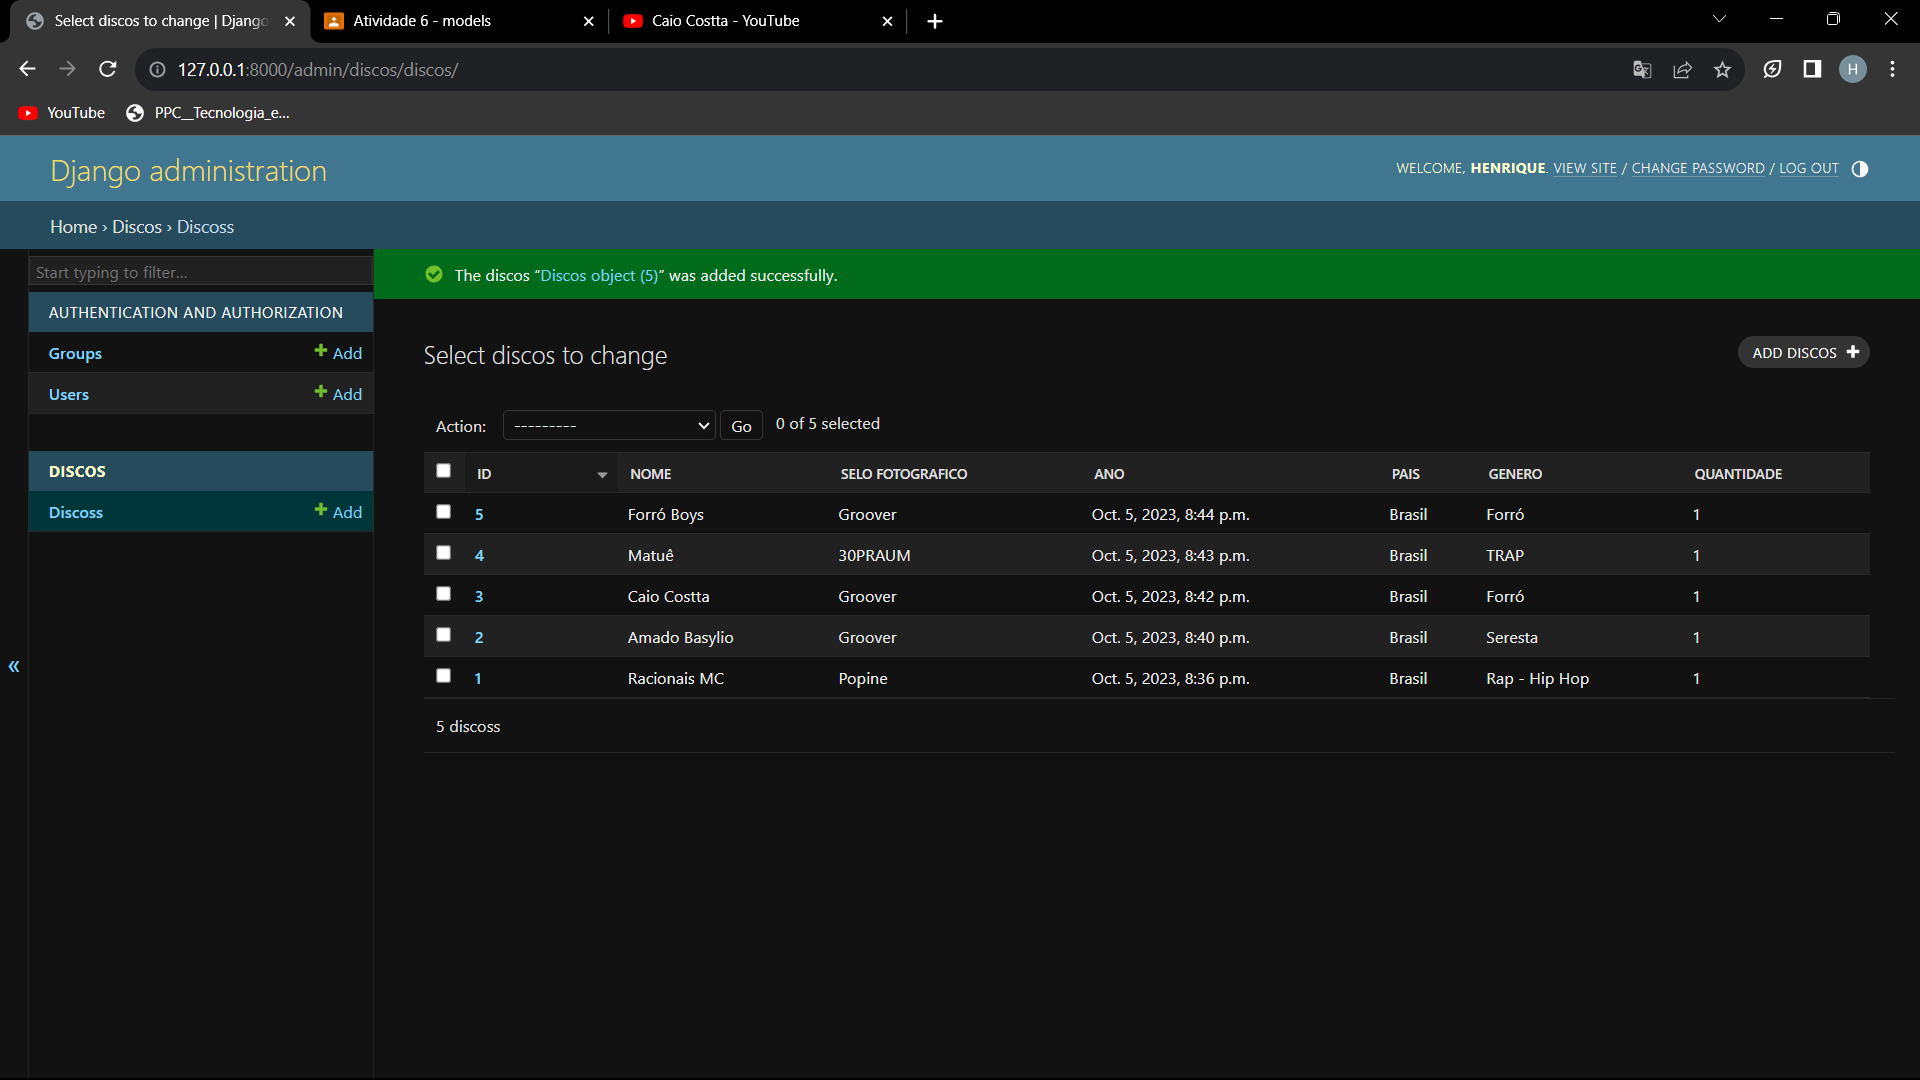 Select discos to change | Django
Atividade 6 - models
Caio Costta - YouTube
127.0.0.1:8000/admin/discos/discos/
H
YouTube
PPC_Tecnologia_e...
Django administration
WELCOME, HENRIQUE. VIEW SITE / CHANGE PASSWORD / LOG OUT
Home › Discos › Discoss
Start typing to filter...
AUTHENTICATION AND AUTHORIZATION
Groups + Add
Users + Add
DISCOS
Discoss + Add
«
The discos “Discos object (5)” was added successfully.
Select discos to change
ADD DISCOS +
Action: --------- Go 0 of 5 selected
ID NOME SELO FOTOGRAFICO ANO PAIS GENERO QUANTIDADE
5 Forró Boys Groover Oct. 5, 2023, 8:44 p.m. Brasil Forró 1
4 Matuê 30PRAUM Oct. 5, 2023, 8:43 p.m. Brasil TRAP 1
3 Caio Costta Groover Oct. 5, 2023, 8:42 p.m. Brasil Forró 1
2 Amado Basylio Groover Oct. 5, 2023, 8:40 p.m. Brasil Seresta 1
1 Racionais MC Popine Oct. 5, 2023, 8:36 p.m. Brasil Rap - Hip Hop 1
5 discoss